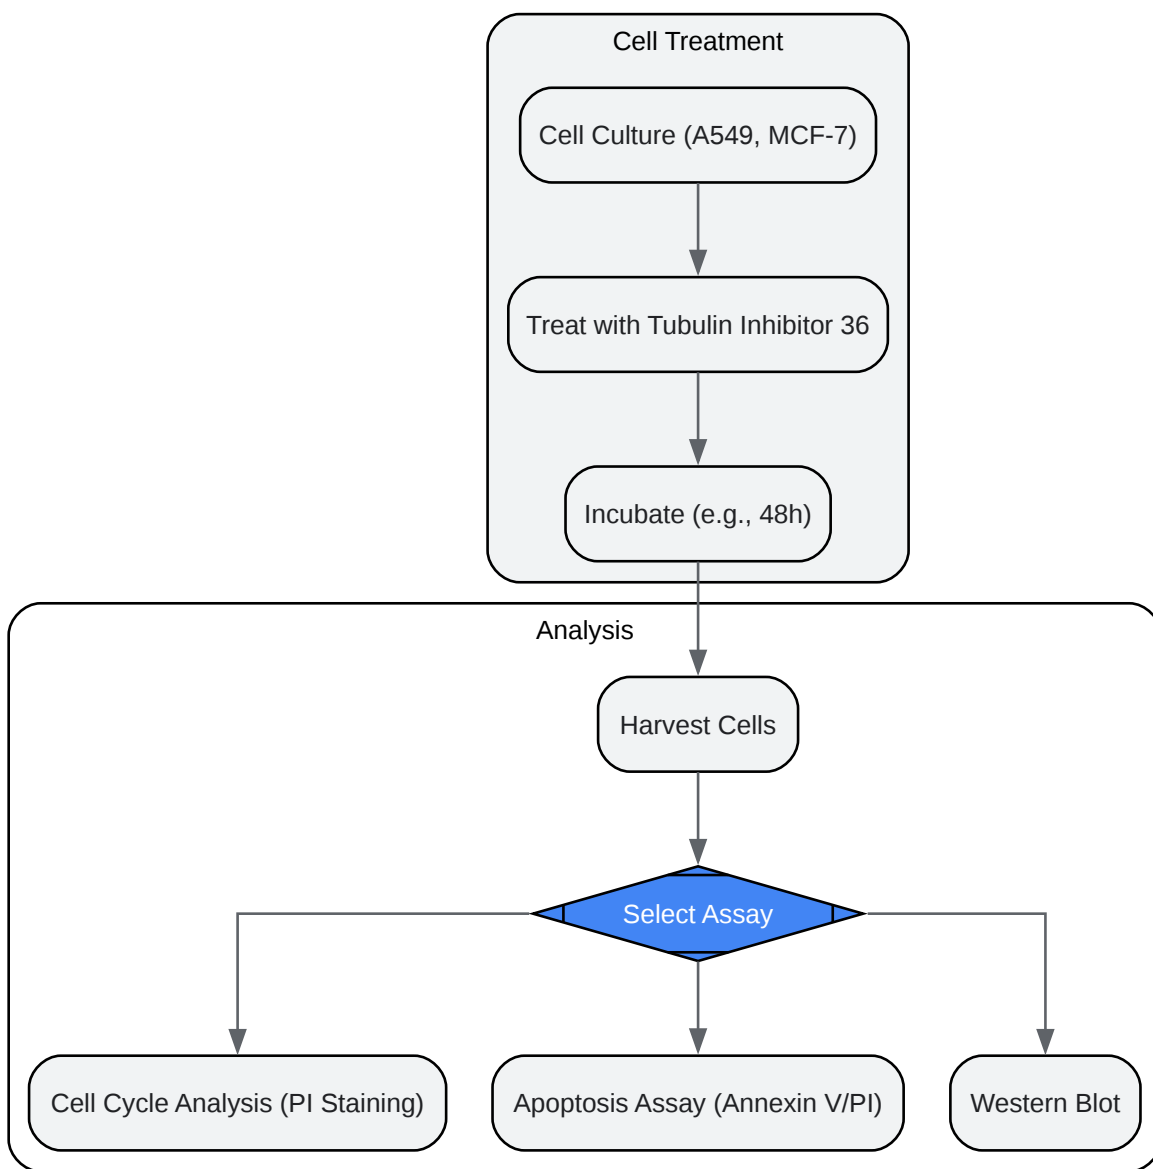 Cell Treatment
Cell Culture (A549, MCF-7)
Treat with Tubulin Inhibitor 36
Incubate (e.g., 48h)
Analysis
Harvest Cells
Select Assay
Cell Cycle Analysis (PI Staining)
Apoptosis Assay (Annexin V/PI)
Western Blot